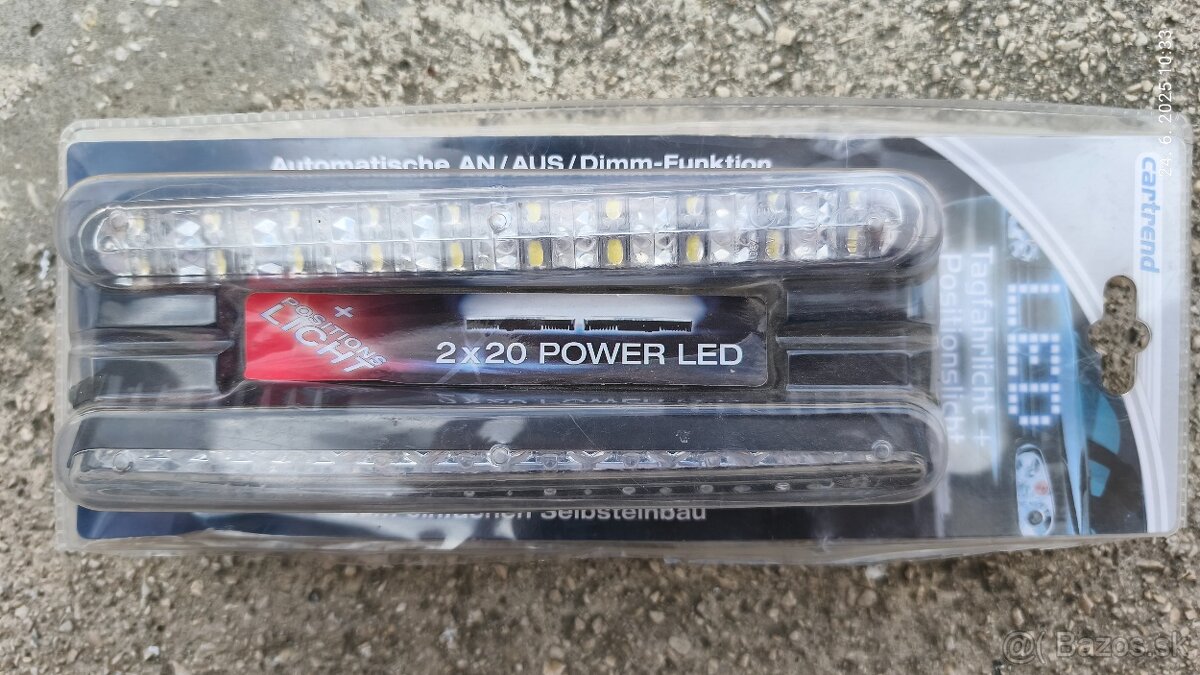 Automatische AN/AUS/Dimm-Funktion
+
POSITIONS
LICHT
2x20 POWER LED
Selbsteinbau
cartrend
LED
Tagfahrlicht +
Positionslicht
24. 6. 2025 10:33
@( Bazos.sk